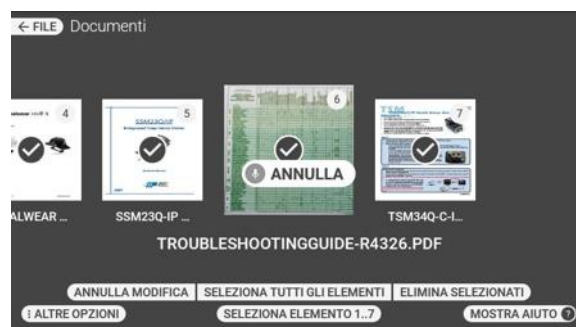 ← FILE Documenti
4
5
6
7
SSM23Q/IP
TSM
ANNULLA
ALWEAR ...
SSM23Q-IP ...
TSM34Q-C-I...
TROUBLESHOOTINGGUIDE-R4326.PDF
ANNULLA MODIFICA SELEZIONA TUTTI GLI ELEMENTI ELIMINA SELEZIONATI
⋮ ALTRE OPZIONI SELEZIONA ELEMENTO 1..7 MOSTRA AIUTO ?